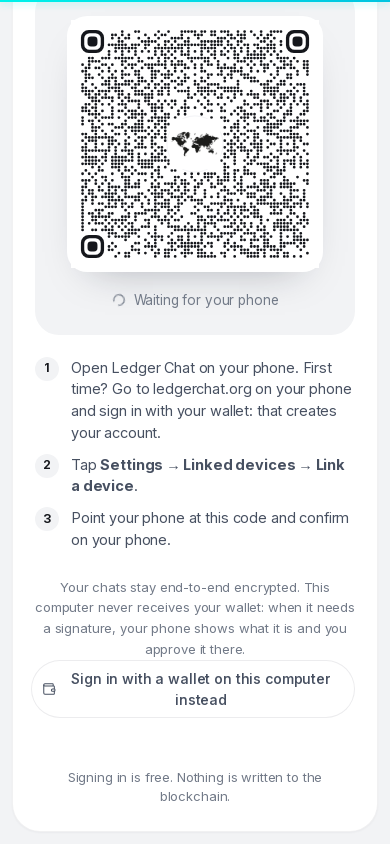 Waiting for your phone
1
Open Ledger Chat on your phone. First
time? Go to ledgerchat.org on your phone
and sign in with your wallet: that creates
your account.
2
Tap Settings → Linked devices → Link
a device.
3
Point your phone at this code and confirm
on your phone.
Your chats stay end-to-end encrypted. This
computer never receives your wallet: when it needs
a signature, your phone shows what it is and you
approve it there.
Sign in with a wallet on this computer
instead
Signing in is free. Nothing is written to the
blockchain.